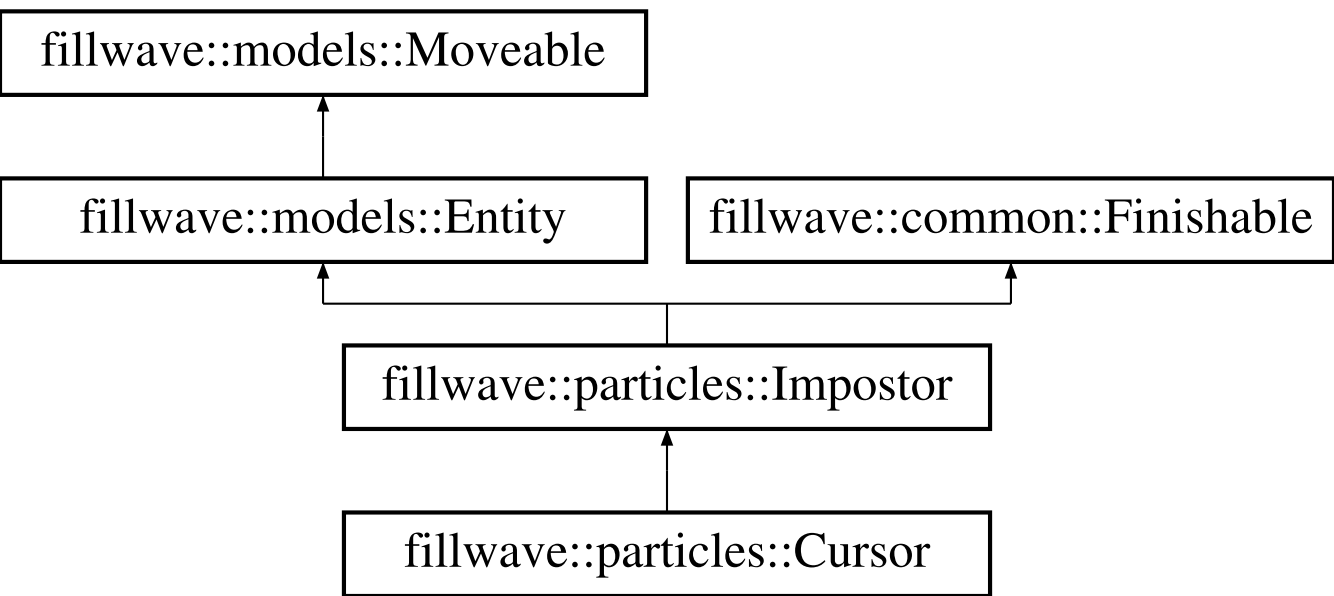 fillwave::models::Moveable
fillwave::models::Entity
fillwave::common::Finishable
fillwave::particles::Impostor
fillwave::particles::Cursor